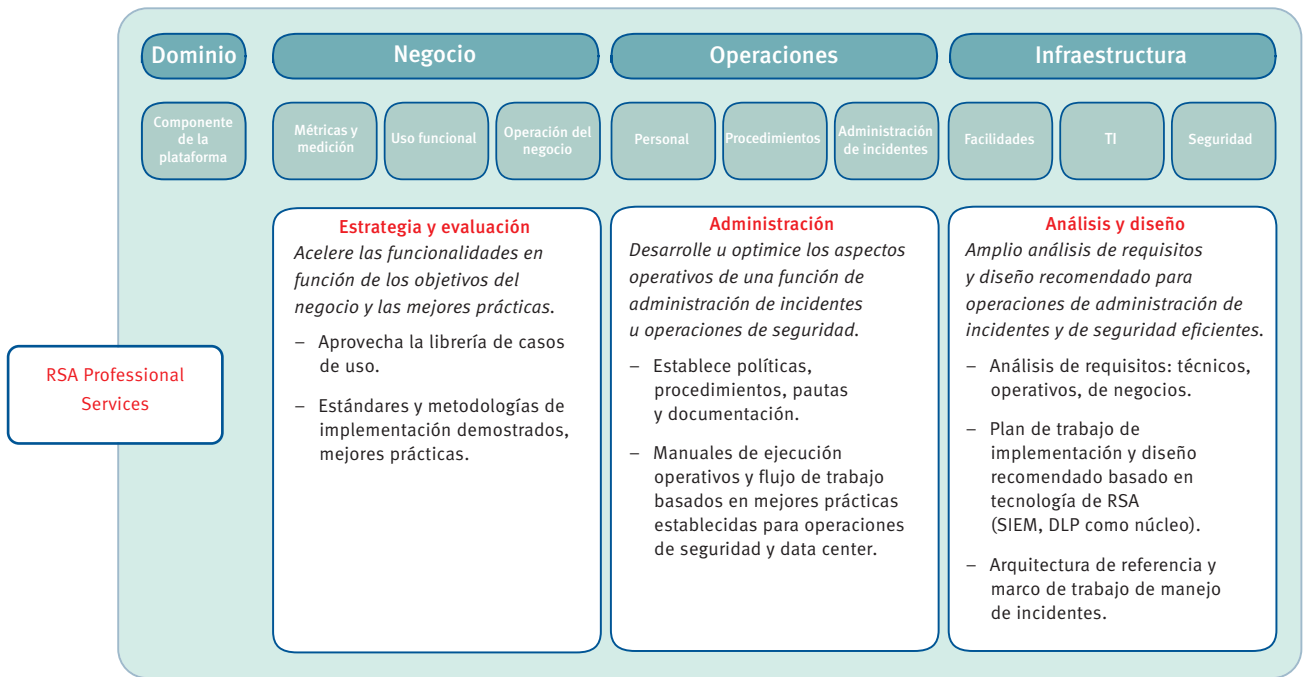 Dominio
Negocio
Operaciones
Infraestructura
Componente
de la
plataforma
Métricas y
medición
Uso funcional
Operación del
negocio
Personal
Procedimientos
Administración
de incidentes
Facilidades
TI
Seguridad
RSA Professional
Services
Estrategia y evaluación
Acelere las funcionalidades en
función de los objetivos del
negocio y las mejores prácticas.
– Aprovecha la librería de casos
de uso.
– Estándares y metodologías de
implementación demostrados,
mejores prácticas.
Administración
Desarrolle u optimice los aspectos
operativos de una función de
administración de incidentes
u operaciones de seguridad.
– Establece políticas,
procedimientos, pautas
y documentación.
– Manuales de ejecución
operativos y flujo de trabajo
basados en mejores prácticas
establecidas para operaciones
de seguridad y data center.
Análisis y diseño
Amplio análisis de requisitos
y diseño recomendado para
operaciones de administración de
incidentes y de seguridad eficientes.
– Análisis de requisitos: técnicos,
operativos, de negocios.
– Plan de trabajo de
implementación y diseño
recomendado basado en
tecnología de RSA
(SIEM, DLP como núcleo).
– Arquitectura de referencia y
marco de trabajo de manejo
de incidentes.